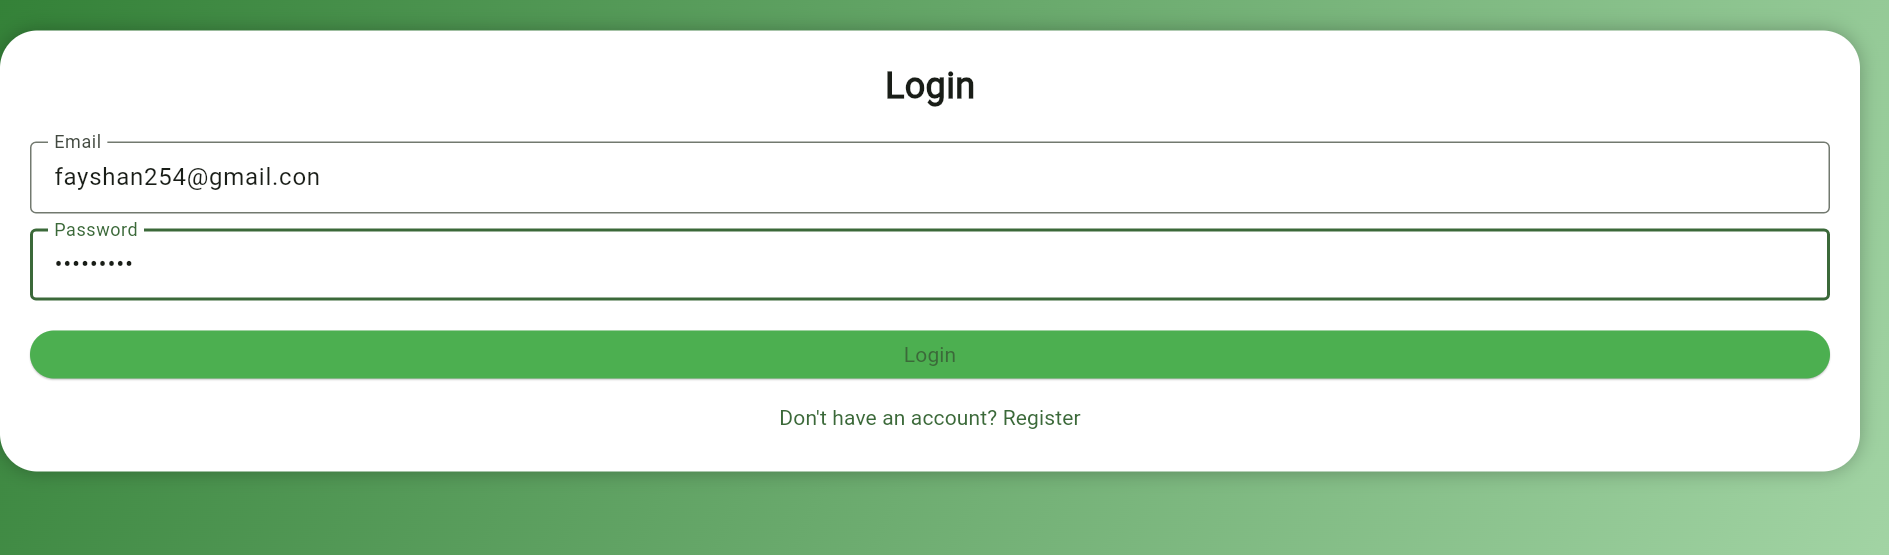 Login
Email
fayshan254@gmail.con
Password
•••••••••
Login
Don't have an account? Register